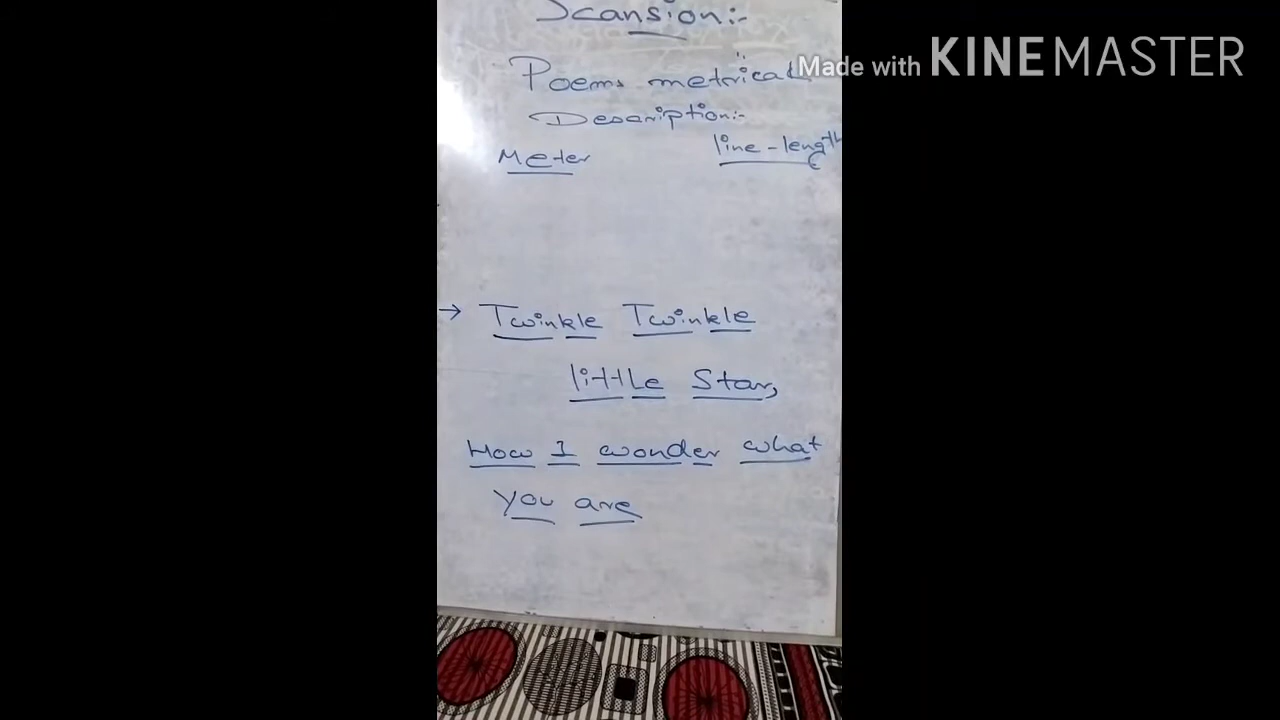 Scansion:-
Made with KINEMASTER
Poems metrical
Description:-
Meter line-length
→ Twinkle Twinkle
little Star,
How I wonder what
you are